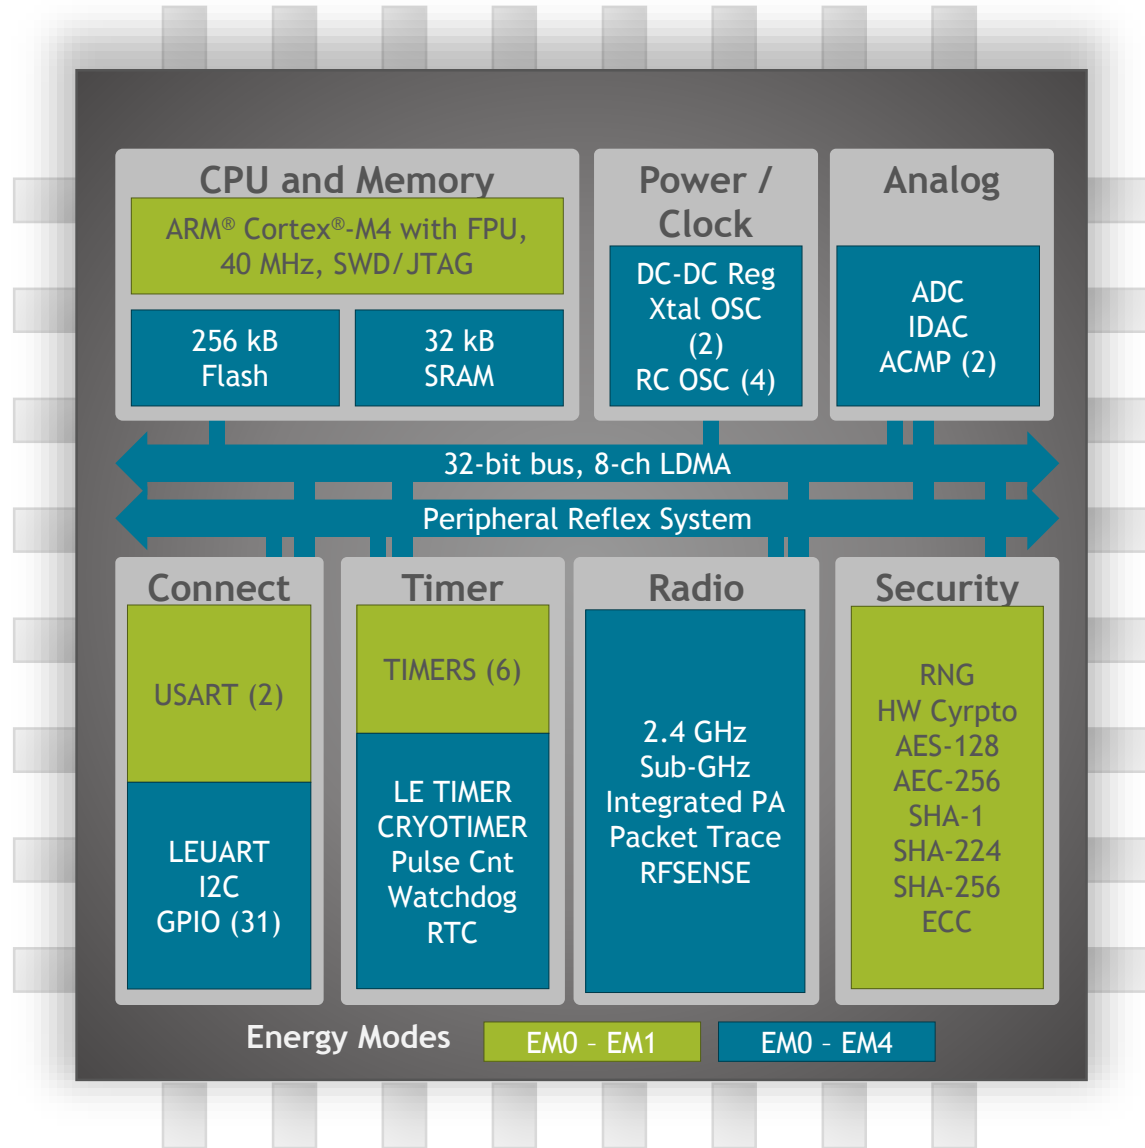 CPU and Memory
ARM® Cortex®-M4 with FPU,
40 MHz, SWD/JTAG
256 kB
Flash
32 kB
SRAM
Power /
Clock
DC-DC Reg
Xtal OSC
(2)
RC OSC (4)
Analog
ADC
IDAC
ACMP (2)
32-bit bus, 8-ch LDMA
Peripheral Reflex System
Connect
USART (2)
LEUART
I2C
GPIO (31)
Timer
TIMERS (6)
LE TIMER
CRYOTIMER
Pulse Cnt
Watchdog
RTC
Radio
2.4 GHz
Sub-GHz
Integrated PA
Packet Trace
RFSENSE
Security
RNG
HW Cyrpto
AES-128
AEC-256
SHA-1
SHA-224
SHA-256
ECC
Energy Modes
EM0 – EM1
EM0 – EM4